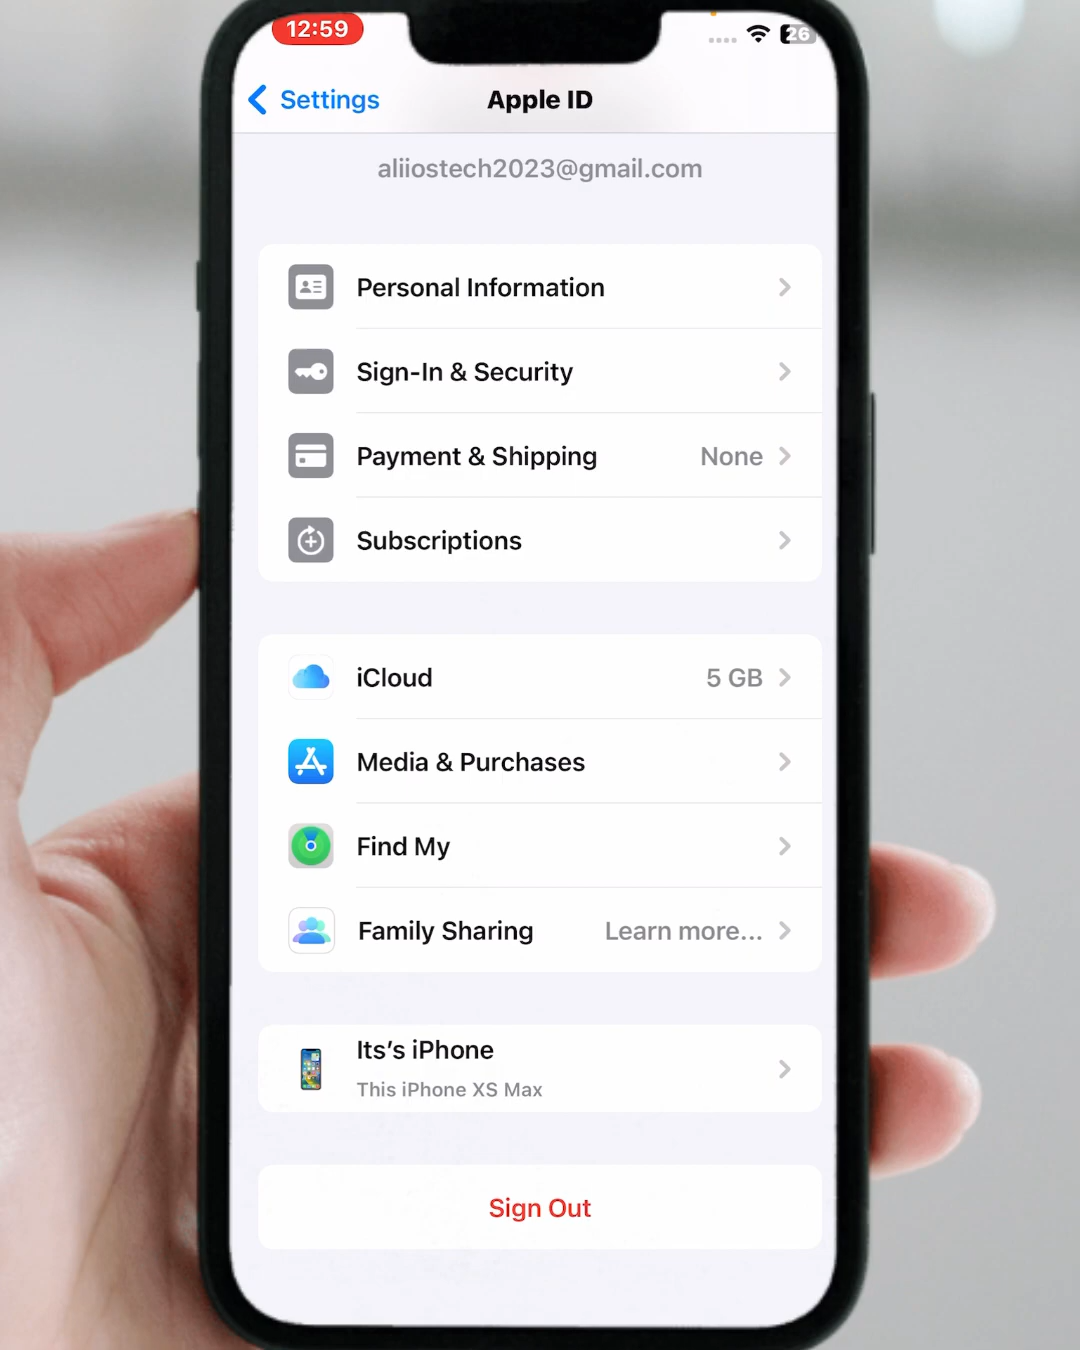 12:59
26
Settings
Apple ID
aliiostech2023@gmail.com
Personal Information
Sign-In & Security
Payment & Shipping None
Subscriptions
iCloud 5 GB
Media & Purchases
Find My
Family Sharing Learn more...
Its’s iPhone
This iPhone XS Max
Sign Out